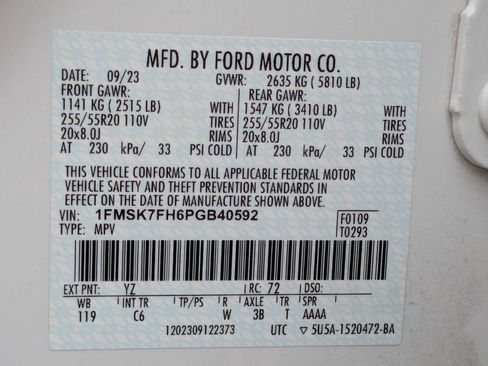 MFD. BY FORD MOTOR CO.
DATE: 09/23 GVWR: 2635 KG ( 5810 LB)
FRONT GAWR: REAR GAWR:
1141 KG ( 2515 LB) WITH 1547 KG ( 3410 LB) WITH
255/55R20 110V TIRES 255/55R20 110V TIRES
20x8.0J RIMS 20x8.0J RIMS
AT 230 kPa/ 33 PSI COLD AT 230 kPa/ 33 PSI COLD
THIS VEHICLE CONFORMS TO ALL APPLICABLE FEDERAL MOTOR
VEHICLE SAFETY AND THEFT PREVENTION STANDARDS IN
EFFECT ON THE DATE OF MANUFACTURE SHOWN ABOVE.
VIN: 1FMSK7FH6PGB40592 F0109
TYPE: MPV T0293
EXT PNT: YZ RC: 72 DSO:
WB INT TR TP/PS R AXLE TR SPR
119 C6 W 3B T AAAA
1202309122373 UTC ▽ 5U5A-1520472-BA